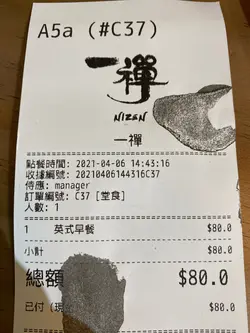 A5a (#C37)
一禪
NIZEN
一禪
點餐時間: 2021-04-06 14:43:16
收據編號: 20210406144316C37
侍應: manager
訂單編號: C37 [堂食]
人數: 1
1 英式早餐 $80.0
小計 $80.0
總額 $80.0
已付 $80.0